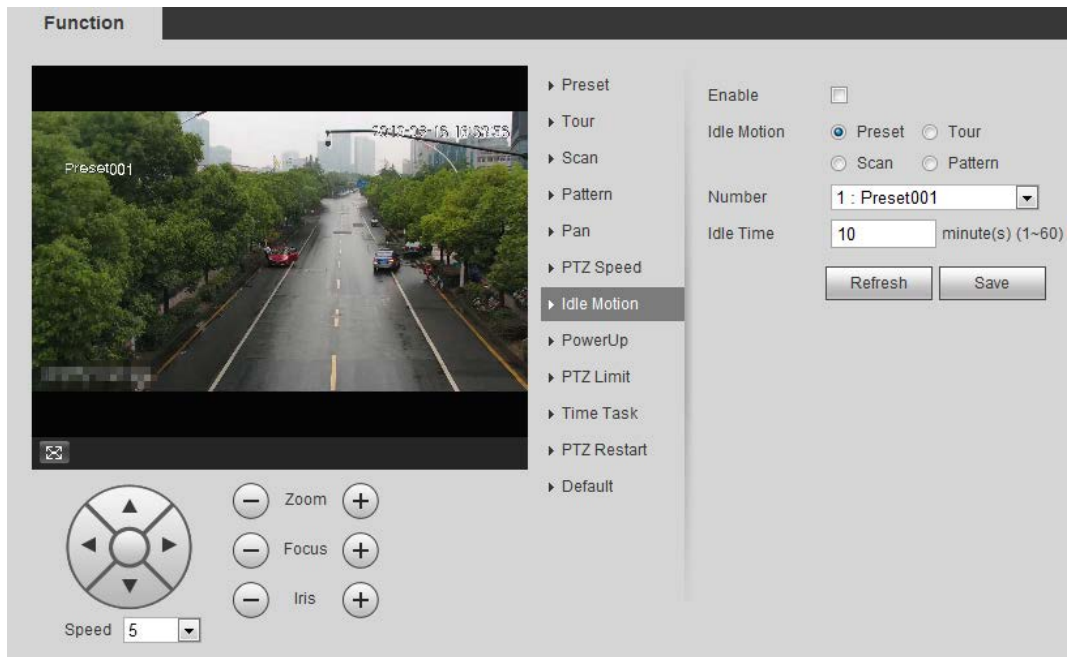 Function
Preset001
Preset
Tour
Scan
Pattern
Pan
PTZ Speed
Idle Motion
PowerUp
PTZ Limit
Time Task
PTZ Restart
Default
Enable
Idle Motion
Preset
Tour
Scan
Pattern
Number
1 : Preset001
Idle Time
10
minute(s) (1~60)
Refresh
Save
Zoom
Focus
Iris
Speed
5